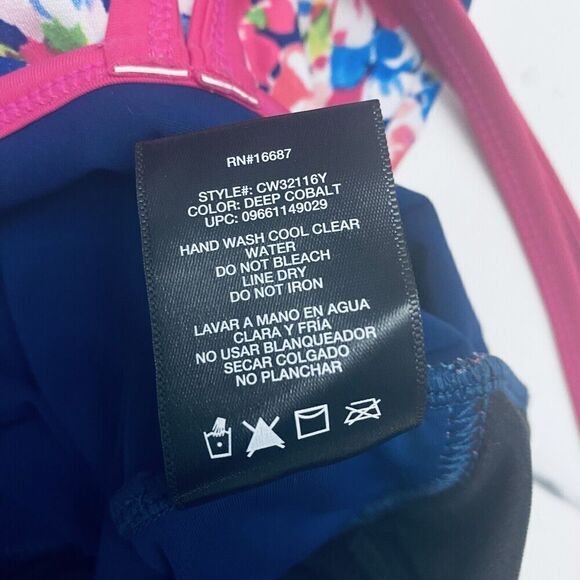 RN#16687
STYLE#: CW32116Y
COLOR: DEEP COBALT
UPC: 09661149029
HAND WASH COOL CLEAR
WATER
DO NOT BLEACH
LINE DRY
DO NOT IRON
LAVAR A MANO EN AGUA
CLARA Y FRÍA
NO USAR BLANQUEADOR
SECAR COLGADO
NO PLANCHAR